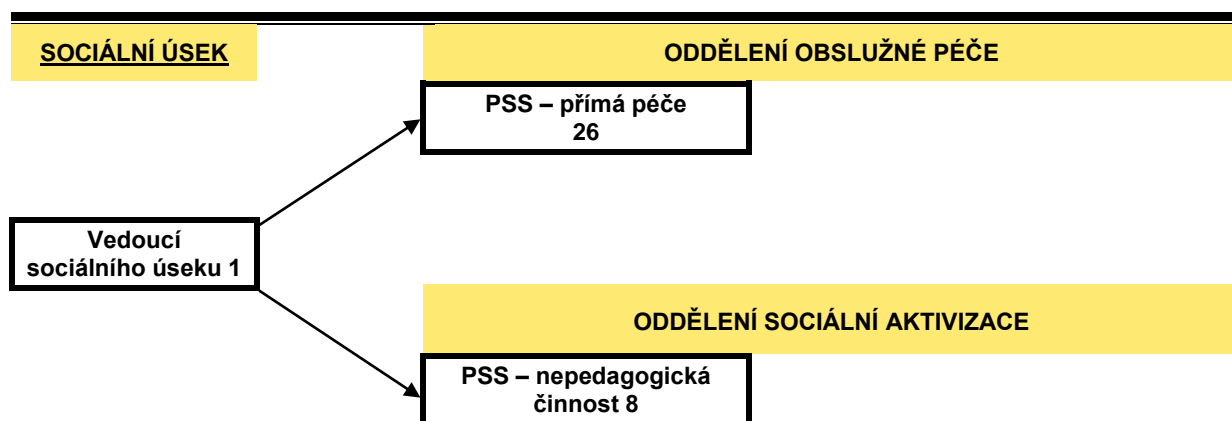 SOCIÁLNÍ ÚSEK
ODDĚLENÍ OBSLUŽNÉ PÉČE
PSS – přímá péče
26
Vedoucí
sociálního úseku 1
ODDĚLENÍ SOCIÁLNÍ AKTIVIZACE
PSS – nepedagogická
činnost 8